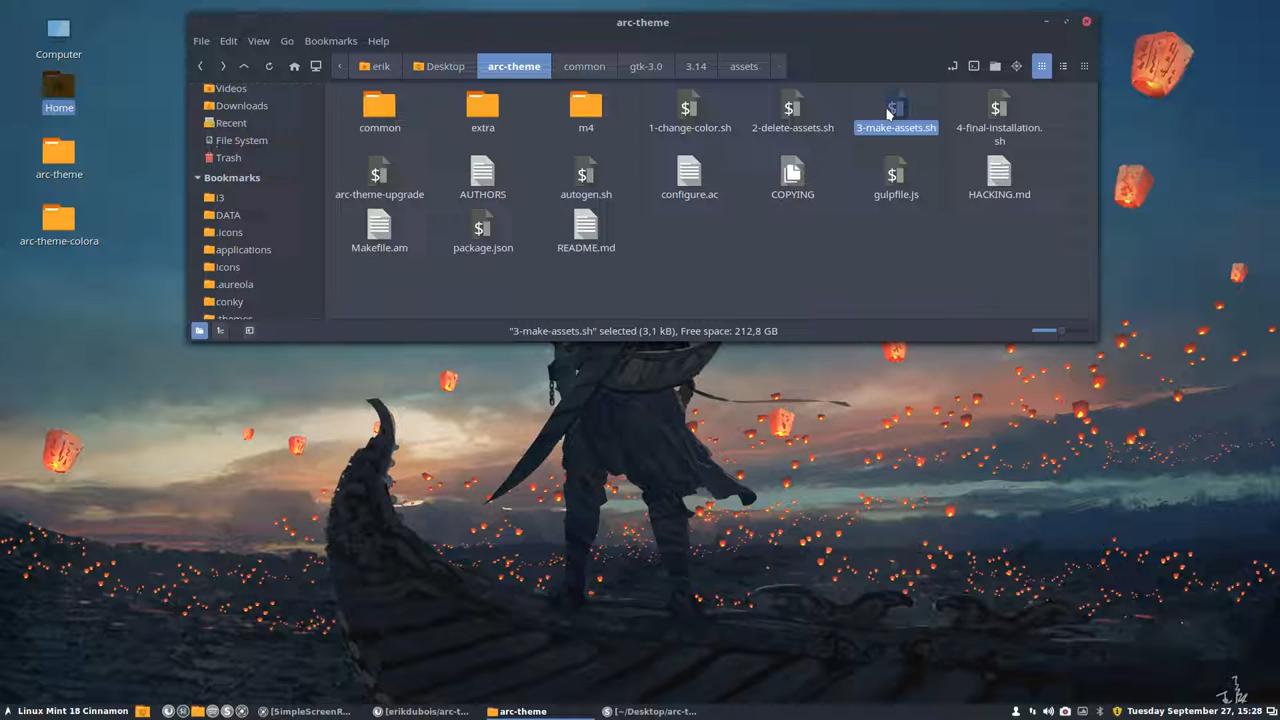 arc-theme
File Edit View Go Bookmarks Help
erik Desktop arc-theme common gtk-3.0 3.14 assets
Computer
Home
arc-theme
arc-theme-colora
Videos
Downloads
Recent
File System
Trash
Bookmarks
i3
DATA
.icons
applications
Icons
.aureola
conky
.themes
common extra m4 1-change-color.sh 2-delete-assets.sh 3-make-assets.sh 4-final-installation.
sh
arc-theme-upgrade AUTHORS autogen.sh configure.ac COPYING gulpfile.js HACKING.md
Makefile.am package.json README.md
"3-make-assets.sh" selected (3,1 kB), Free space: 212,8 GB
Linux Mint 18 Cinnamon [SimpleScreenR... [erikdubois/arc-t... arc-theme [~/Desktop/arc-t... Tuesday September 27, 15:28